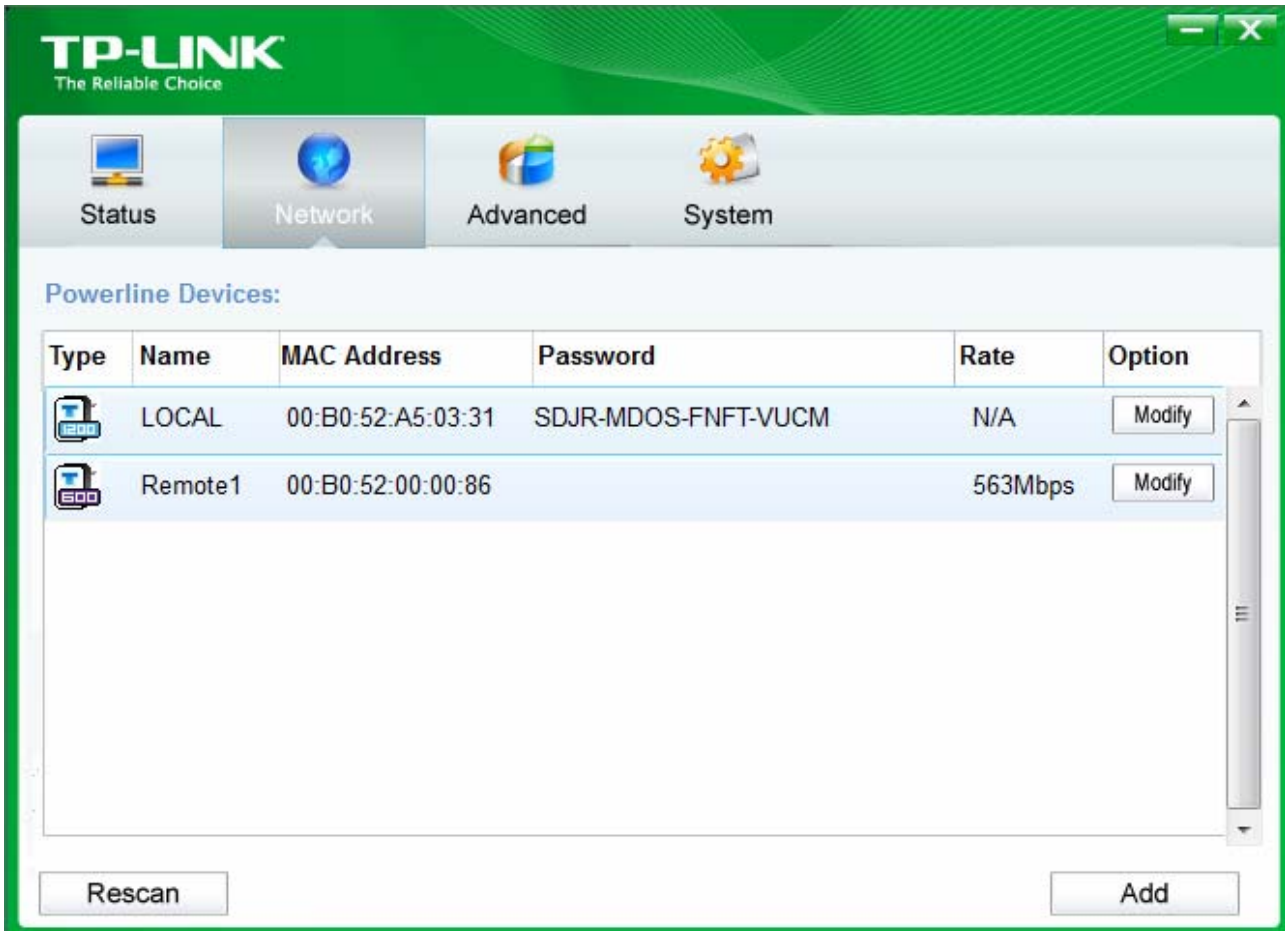 TP-LINK
The Reliable Choice
Status Network Advanced System
Powerline Devices:
Type Name MAC Address Password Rate Option
T 1200 LOCAL 00:B0:52:A5:03:31 SDJR-MDOS-FNFT-VUCM N/A Modify
T 600 Remote1 00:B0:52:00:00:86 563Mbps Modify
Rescan Add